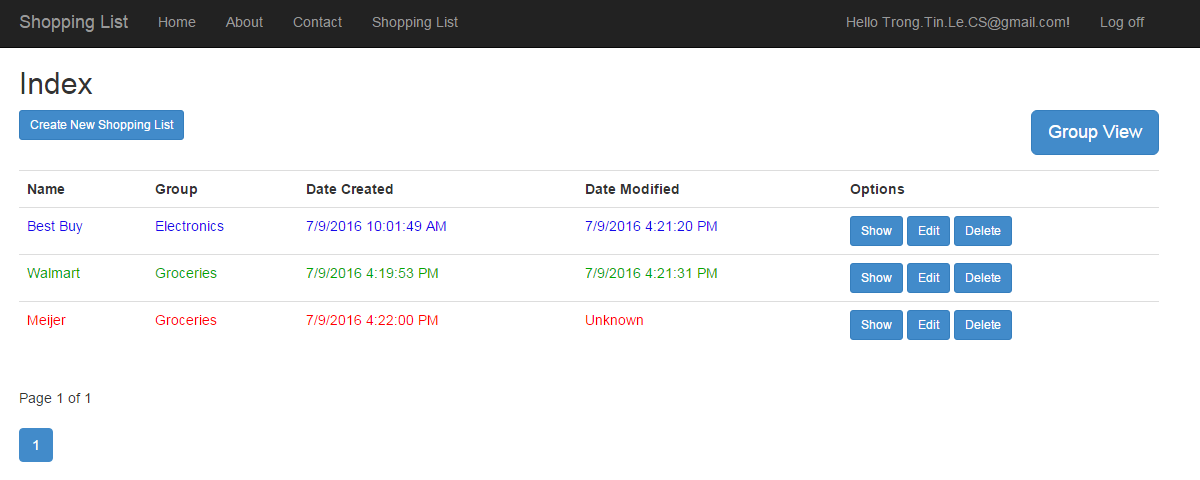 Shopping List Home About Contact Shopping List Hello Trong.Tin.Le.CS@gmail.com! Log off
Index
Create New Shopping List
Group View
Name Group Date Created Date Modified Options
Best Buy Electronics 7/9/2016 10:01:49 AM 7/9/2016 4:21:20 PM Show Edit Delete
Walmart Groceries 7/9/2016 4:19:53 PM 7/9/2016 4:21:31 PM Show Edit Delete
Meijer Groceries 7/9/2016 4:22:00 PM Unknown Show Edit Delete
Page 1 of 1
1